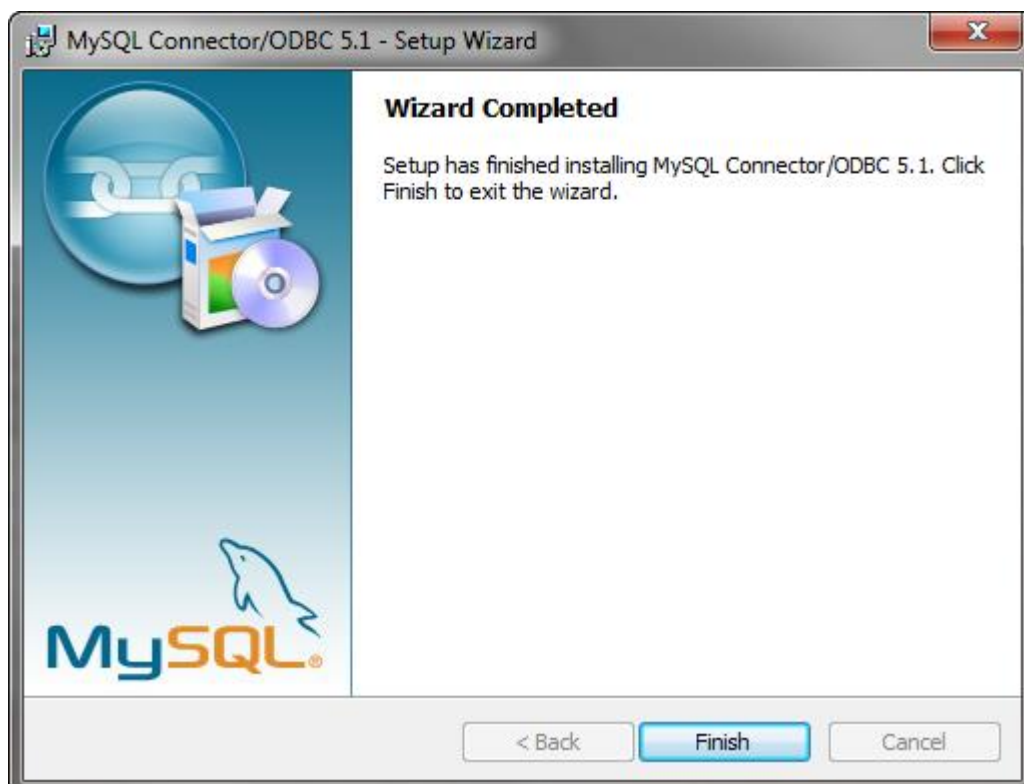 MySQL Connector/ODBC 5.1 - Setup Wizard
Wizard Completed
Setup has finished installing MySQL Connector/ODBC 5.1. Click
Finish to exit the wizard.
MySQL®
< Back
Finish
Cancel